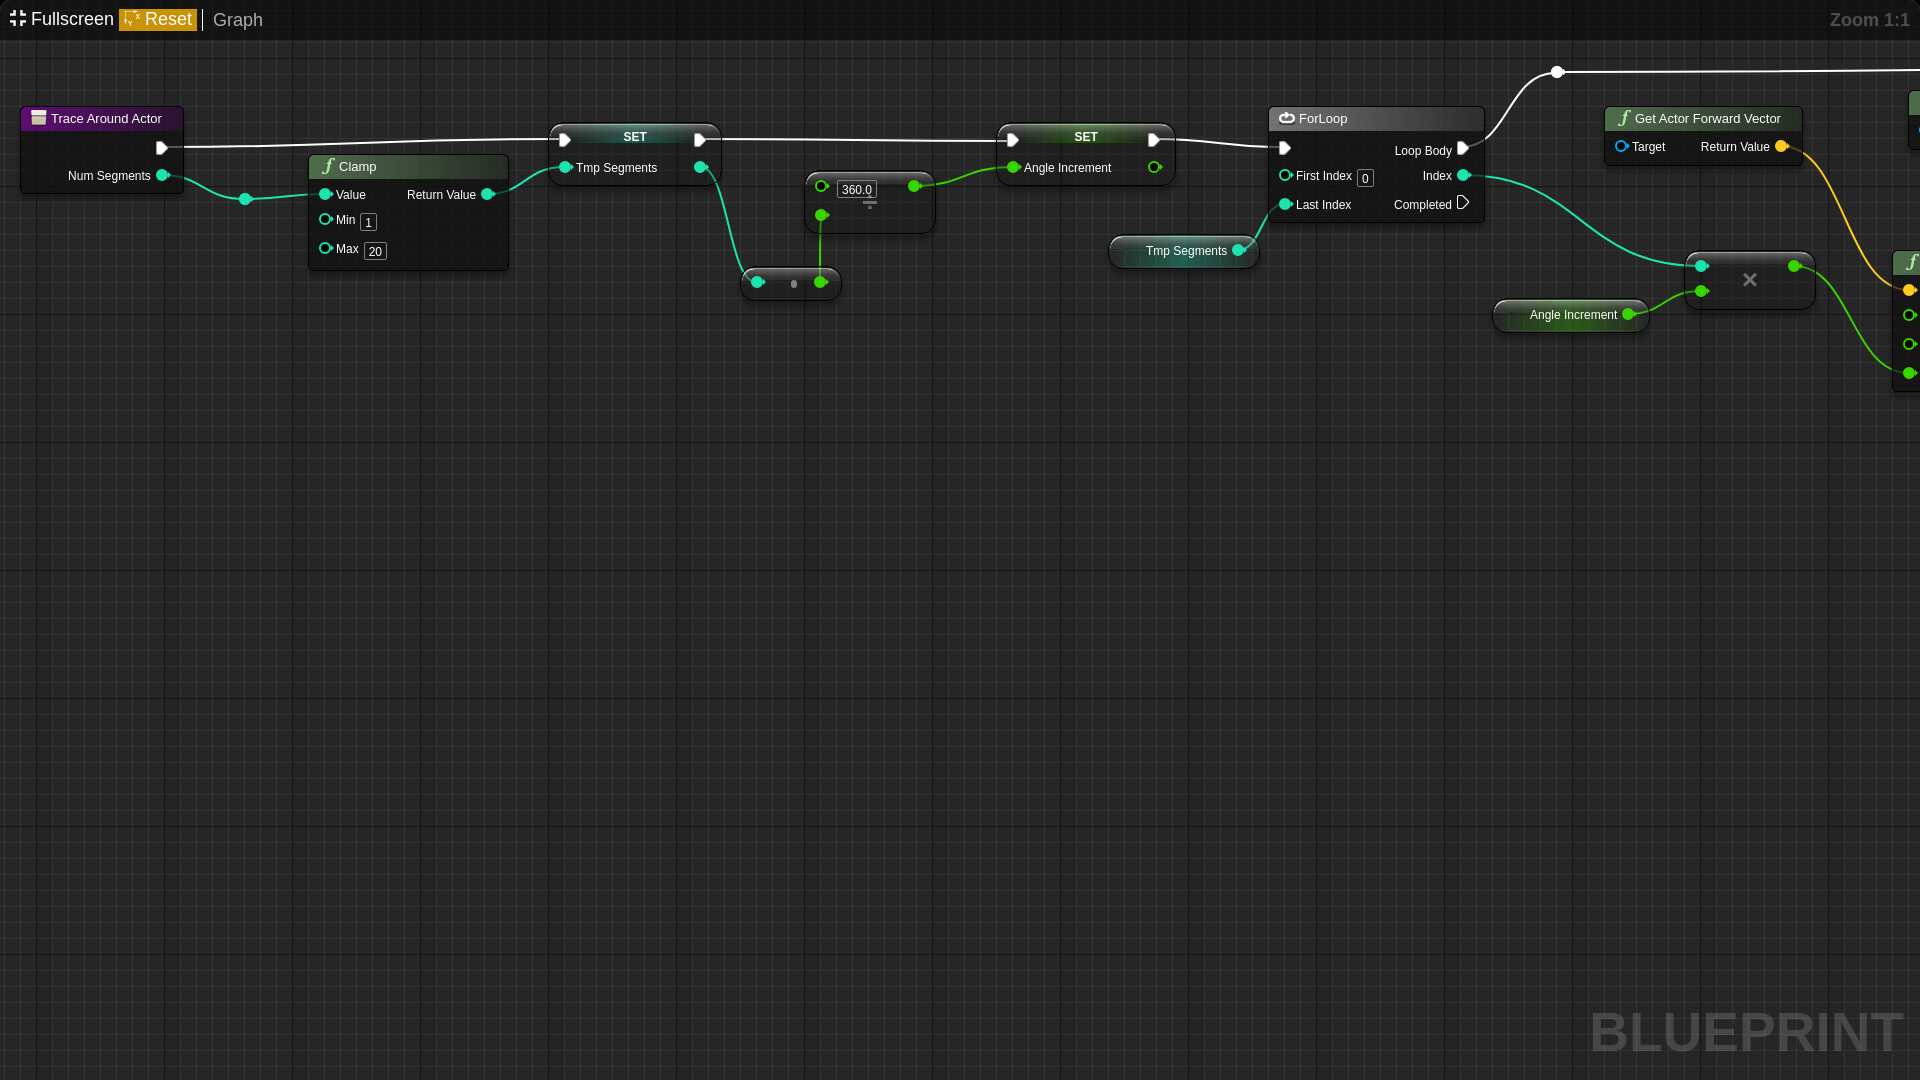 Fullscreen Reset Graph Zoom 1:1
Trace Around Actor
Num Segments
Clamp
Value Return Value
Min 1
Max 20
SET
Tmp Segments
360.0
SET
Angle Increment
Tmp Segments
ForLoop
Loop Body
First Index 0 Index
Last Index Completed
Get Actor Forward Vector
Target Return Value
Angle Increment
BLUEPRINT